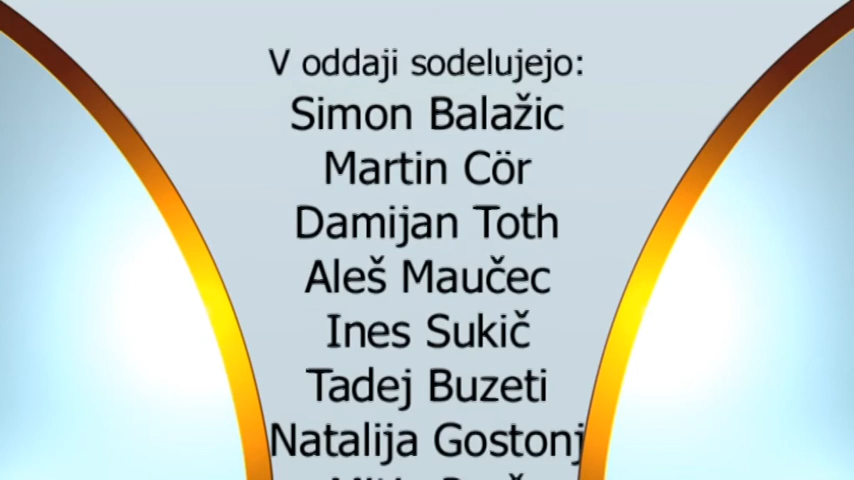 V oddaji sodelujejo:
Simon Balažic
Martin Cör
Damijan Toth
Aleš Maučec
Ines Sukič
Tadej Buzeti
Natalija Gostonj